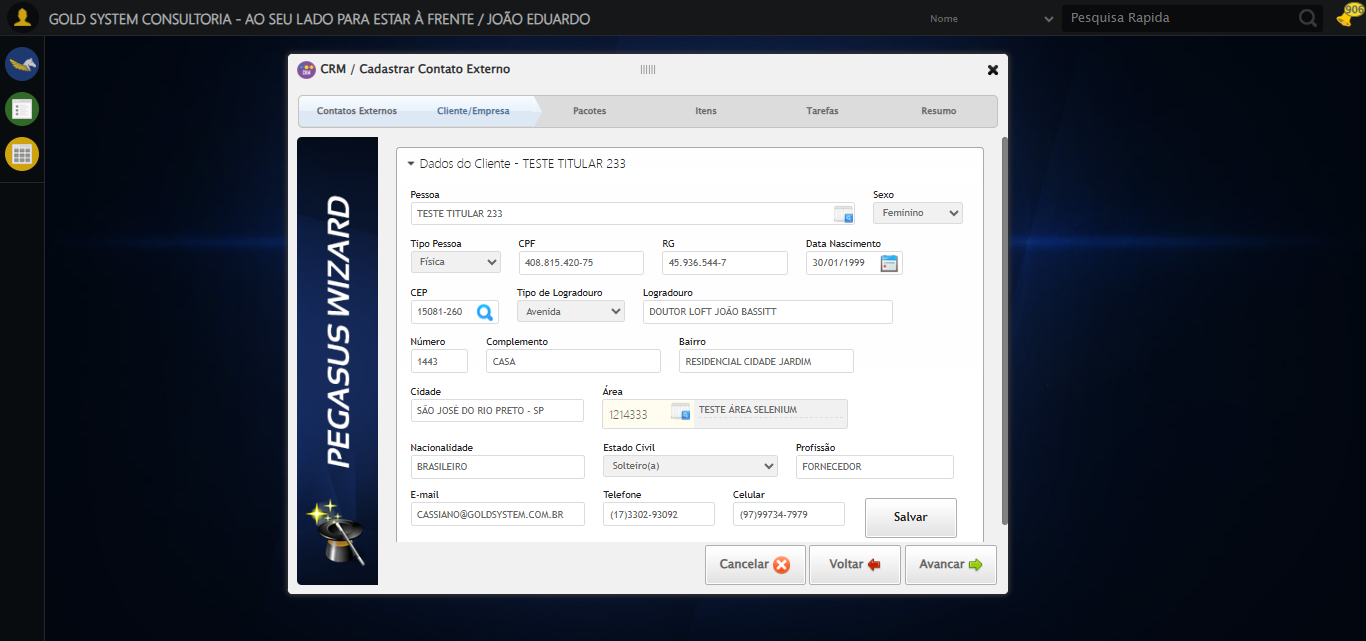 GOLD SYSTEM CONSULTORIA - AO SEU LADO PARA ESTAR À FRENTE / JOÃO EDUARDO
Nome
Pesquisa Rapida
906
CRM / Cadastrar Contato Externo
Contatos Externos
Cliente/Empresa
Pacotes
Itens
Tarefas
Resumo
PEGASUS WIZARD
Dados do Cliente - TESTE TITULAR 233
Pessoa
Sexo
TESTE TITULAR 233
Feminino
Tipo Pessoa
CPF
RG
Data Nascimento
Física
408.815.420-75
45.936.544-7
30/01/1999
CEP
Tipo de Logradouro
Logradouro
15081-260
Avenida
DOUTOR LOFT JOÃO BASSITT
Número
Complemento
Bairro
1443
CASA
RESIDENCIAL CIDADE JARDIM
Cidade
Área
SÃO JOSÉ DO RIO PRETO - SP
1214333
TESTE ÁREA SELENIUM
Nacionalidade
Estado Civil
Profissão
BRASILEIRO
Solteiro(a)
FORNECEDOR
E-mail
Telefone
Celular
CASSIANO@GOLDSYSTEM.COM.BR
(17)3302-93092
(97)99734-7979
Salvar
Cancelar
Voltar
Avancar